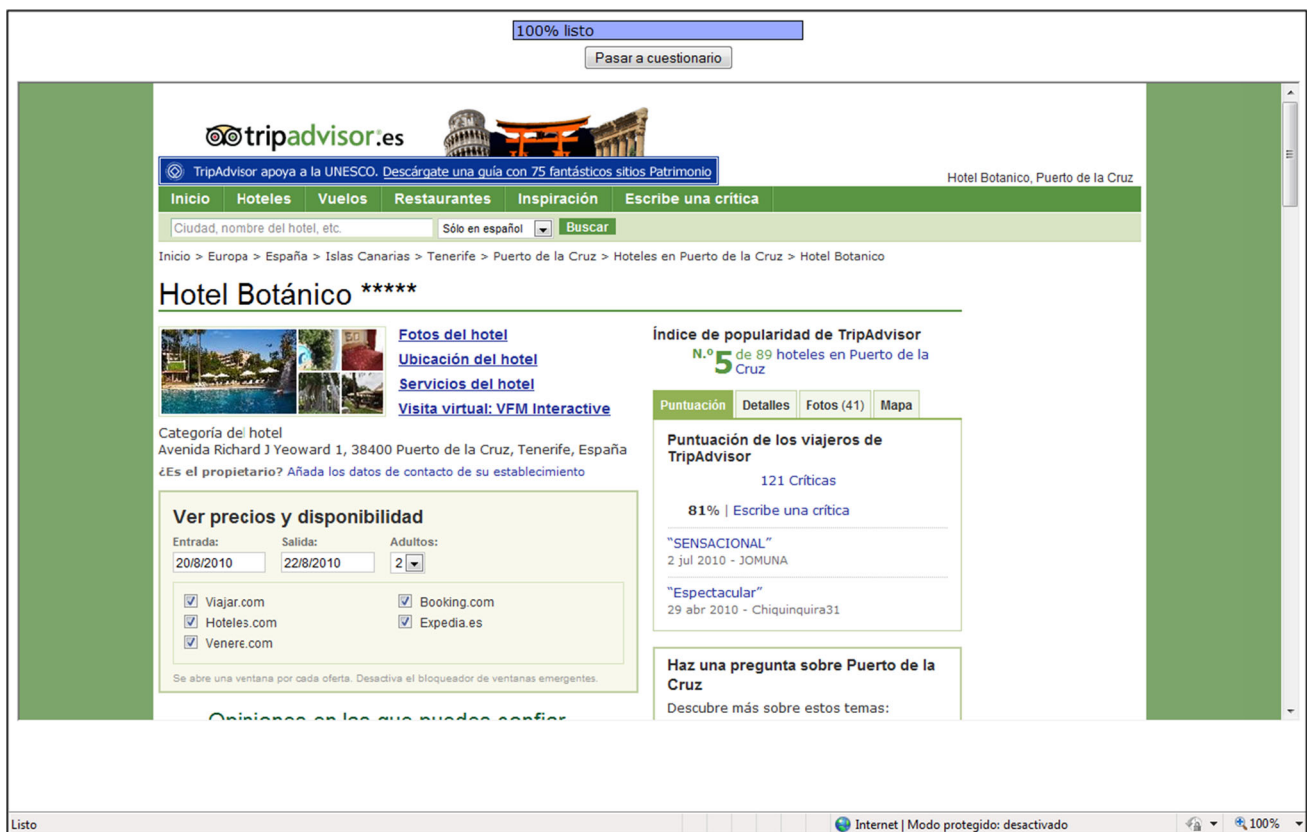 100% listo
Pasar a cuestionario
tripadvisor.es
TripAdvisor apoya a la UNESCO. Descárgate una guía con 75 fantásticos sitios Patrimonio
Hotel Botanico, Puerto de la Cruz
Inicio Hoteles Vuelos Restaurantes Inspiración Escribe una crítica
Ciudad, nombre del hotel, etc. Sólo en español Buscar
Inicio > Europa > España > Islas Canarias > Tenerife > Puerto de la Cruz > Hoteles en Puerto de la Cruz > Hotel Botanico
Hotel Botánico *****
Fotos del hotel
Ubicación del hotel
Servicios del hotel
Visita virtual: VFM Interactive
Categoría del hotel
Avenida Richard J Yeoward 1, 38400 Puerto de la Cruz, Tenerife, España
¿Es el propietario? Añada los datos de contacto de su establecimiento
Ver precios y disponibilidad
Entrada: Salida: Adultos:
20/8/2010 22/8/2010 2
Viajar.com Booking.com
Hoteles.com Expedia.es
Venere.com
Se abre una ventana por cada oferta. Desactiva el bloqueador de ventanas emergentes.
Opiniones en las que puedes confiar
Índice de popularidad de TripAdvisor
N.º 5 de 89 hoteles en Puerto de la
Cruz
Puntuación Detalles Fotos (41) Mapa
Puntuación de los viajeros de
TripAdvisor
121 Críticas
81% | Escribe una crítica
"SENSACIONAL"
2 jul 2010 - JOMUNA
"Espectacular"
29 abr 2010 - Chiquinquira31
Haz una pregunta sobre Puerto de la
Cruz
Descubre más sobre estos temas:
Listo
Internet | Modo protegido: desactivado
100%